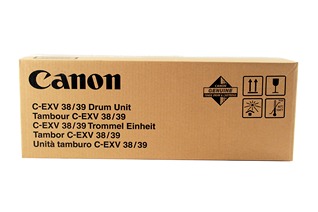 Canon
GENUINE
C-EXV 38/39 Drum Unit
Tambour C-EXV 38/39
C-EXV 38/39 Trommel Einheit
Tambor C-EXV 38/39
Unità tamburo C-EXV 38/39